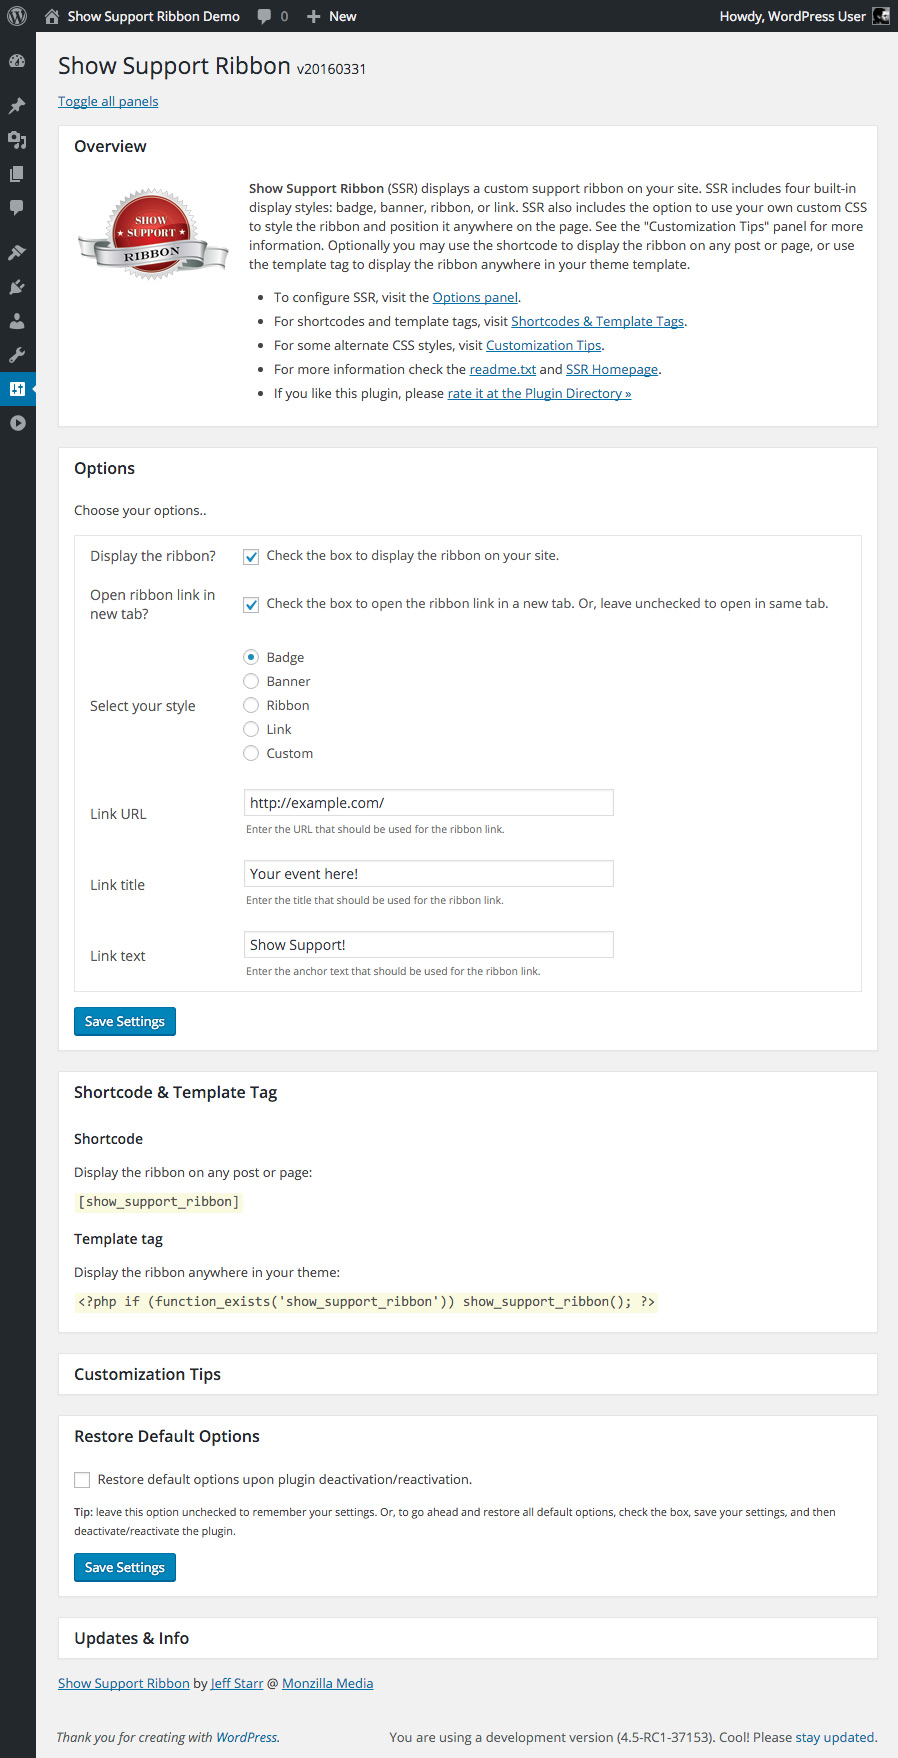 Show Support Ribbon Demo 0 New Howdy, WordPress User
Show Support Ribbon v20160331
Toggle all panels
Overview
SHOW
SUPPORT
RIBBON
Show Support Ribbon (SSR) displays a custom support ribbon on your site. SSR includes four built-in
display styles: badge, banner, ribbon, or link. SSR also includes the option to use your own custom CSS
to style the ribbon and position it anywhere on the page. See the "Customization Tips" panel for more
information. Optionally you may use the shortcode to display the ribbon on any post or page, or use
the template tag to display the ribbon anywhere in your theme template.
• To configure SSR, visit the Options panel.
• For shortcodes and template tags, visit Shortcodes & Template Tags.
• For some alternate CSS styles, visit Customization Tips.
• For more information check the readme.txt and SSR Homepage.
• If you like this plugin, please rate it at the Plugin Directory »
Options
Choose your options..
Display the ribbon? Check the box to display the ribbon on your site.
Open ribbon link in
new tab?
Check the box to open the ribbon link in a new tab. Or, leave unchecked to open in same tab.
Select your style
Badge
Banner
Ribbon
Link
Custom
Link URL
http://example.com/
Enter the URL that should be used for the ribbon link.
Link title
Your event here!
Enter the title that should be used for the ribbon link.
Link text
Show Support!
Enter the anchor text that should be used for the ribbon link.
Save Settings
Shortcode & Template Tag
Shortcode
Display the ribbon on any post or page:
[show_support_ribbon]
Template tag
Display the ribbon anywhere in your theme:
<?php if (function_exists('show_support_ribbon')) show_support_ribbon(); ?>
Customization Tips
Restore Default Options
Restore default options upon plugin deactivation/reactivation.
Tip: leave this option unchecked to remember your settings. Or, to go ahead and restore all default options, check the box, save your settings, and then
deactivate/reactivate the plugin.
Save Settings
Updates & Info
Show Support Ribbon by Jeff Starr @ Monzilla Media
Thank you for creating with WordPress. You are using a development version (4.5-RC1-37153). Cool! Please stay updated.